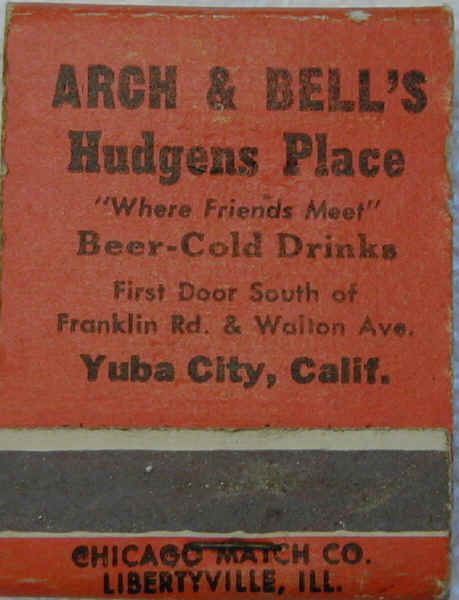 ARCH & BELL'S
Hudgens Place
"Where Friends Meet"
Beer-Cold Drinks
First Door South of
Franklin Rd. & Walton Ave.
Yuba City, Calif.
CHICAGO MATCH CO.
LIBERTYVILLE, ILL.